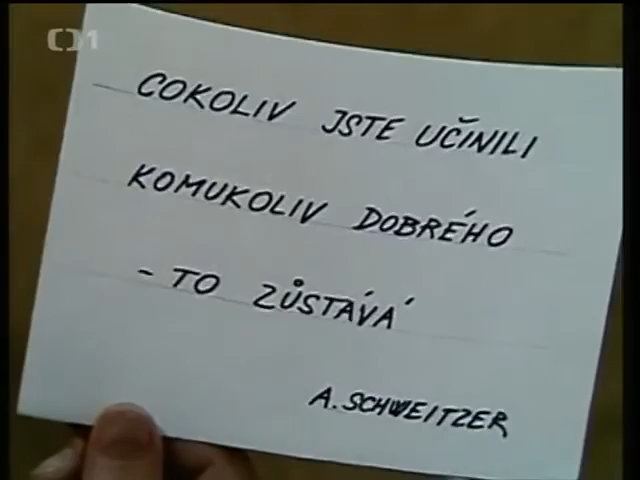 ČT1
COKOLIV JSTE UČINILI
KOMUKOLIV DOBRÉHO
- TO ZŮSTÁVÁ
A. SCHWEITZER